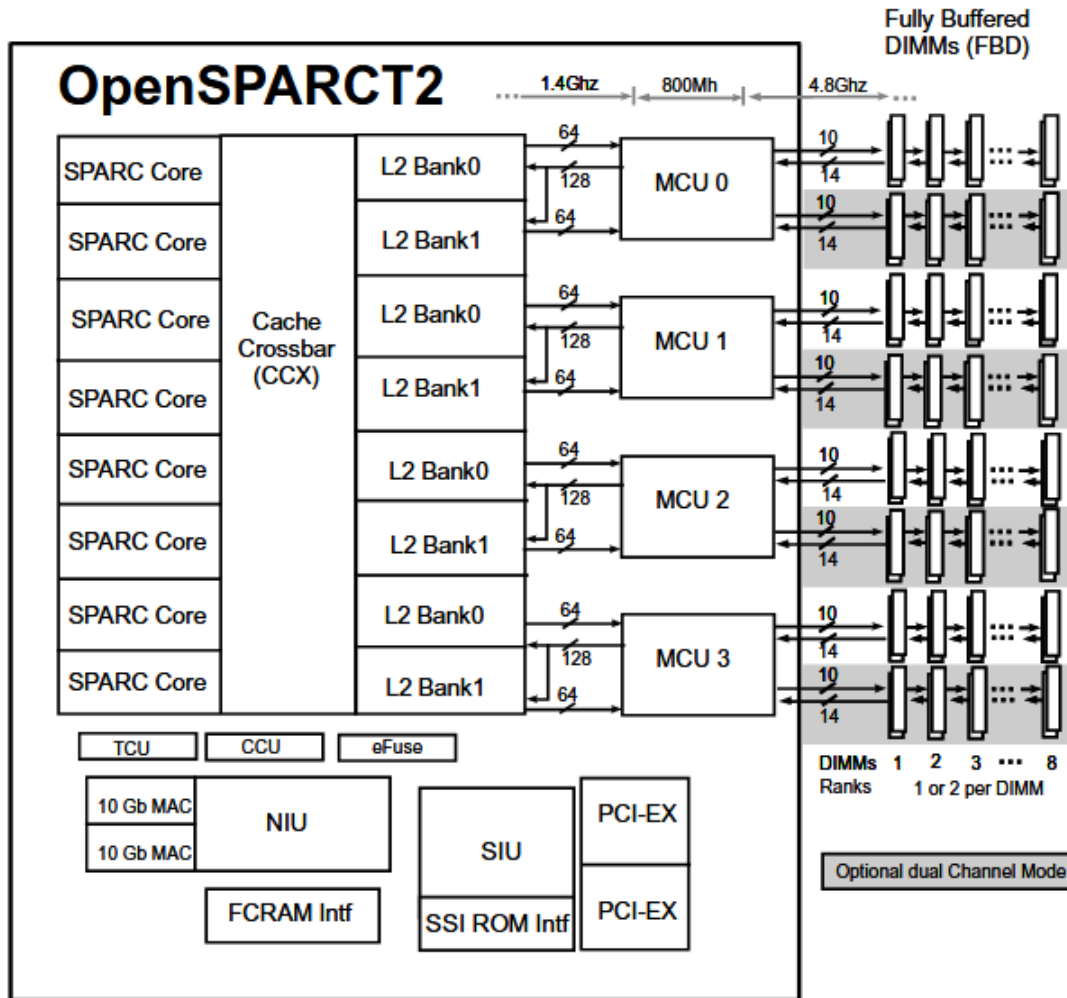 Fully Buffered
DIMMs (FBD)
OpenSPARCT2
1.4Ghz
800Mh
4.8Ghz
SPARC Core
SPARC Core
SPARC Core
SPARC Core
SPARC Core
SPARC Core
SPARC Core
SPARC Core
Cache
Crossbar
(CCX)
L2 Bank0
L2 Bank1
L2 Bank0
L2 Bank1
L2 Bank0
L2 Bank1
L2 Bank0
L2 Bank1
64
128
64
64
128
64
64
128
64
64
128
64
MCU 0
MCU 1
MCU 2
MCU 3
10
14
10
14
10
14
10
14
10
14
10
14
10
14
10
14
DIMMs 1 2 3 ... 8
Ranks 1 or 2 per DIMM
TCU
CCU
eFuse
10 Gb MAC
10 Gb MAC
NIU
FCRAM Intf
SIU
SSI ROM Intf
PCI-EX
PCI-EX
Optional dual Channel Mode